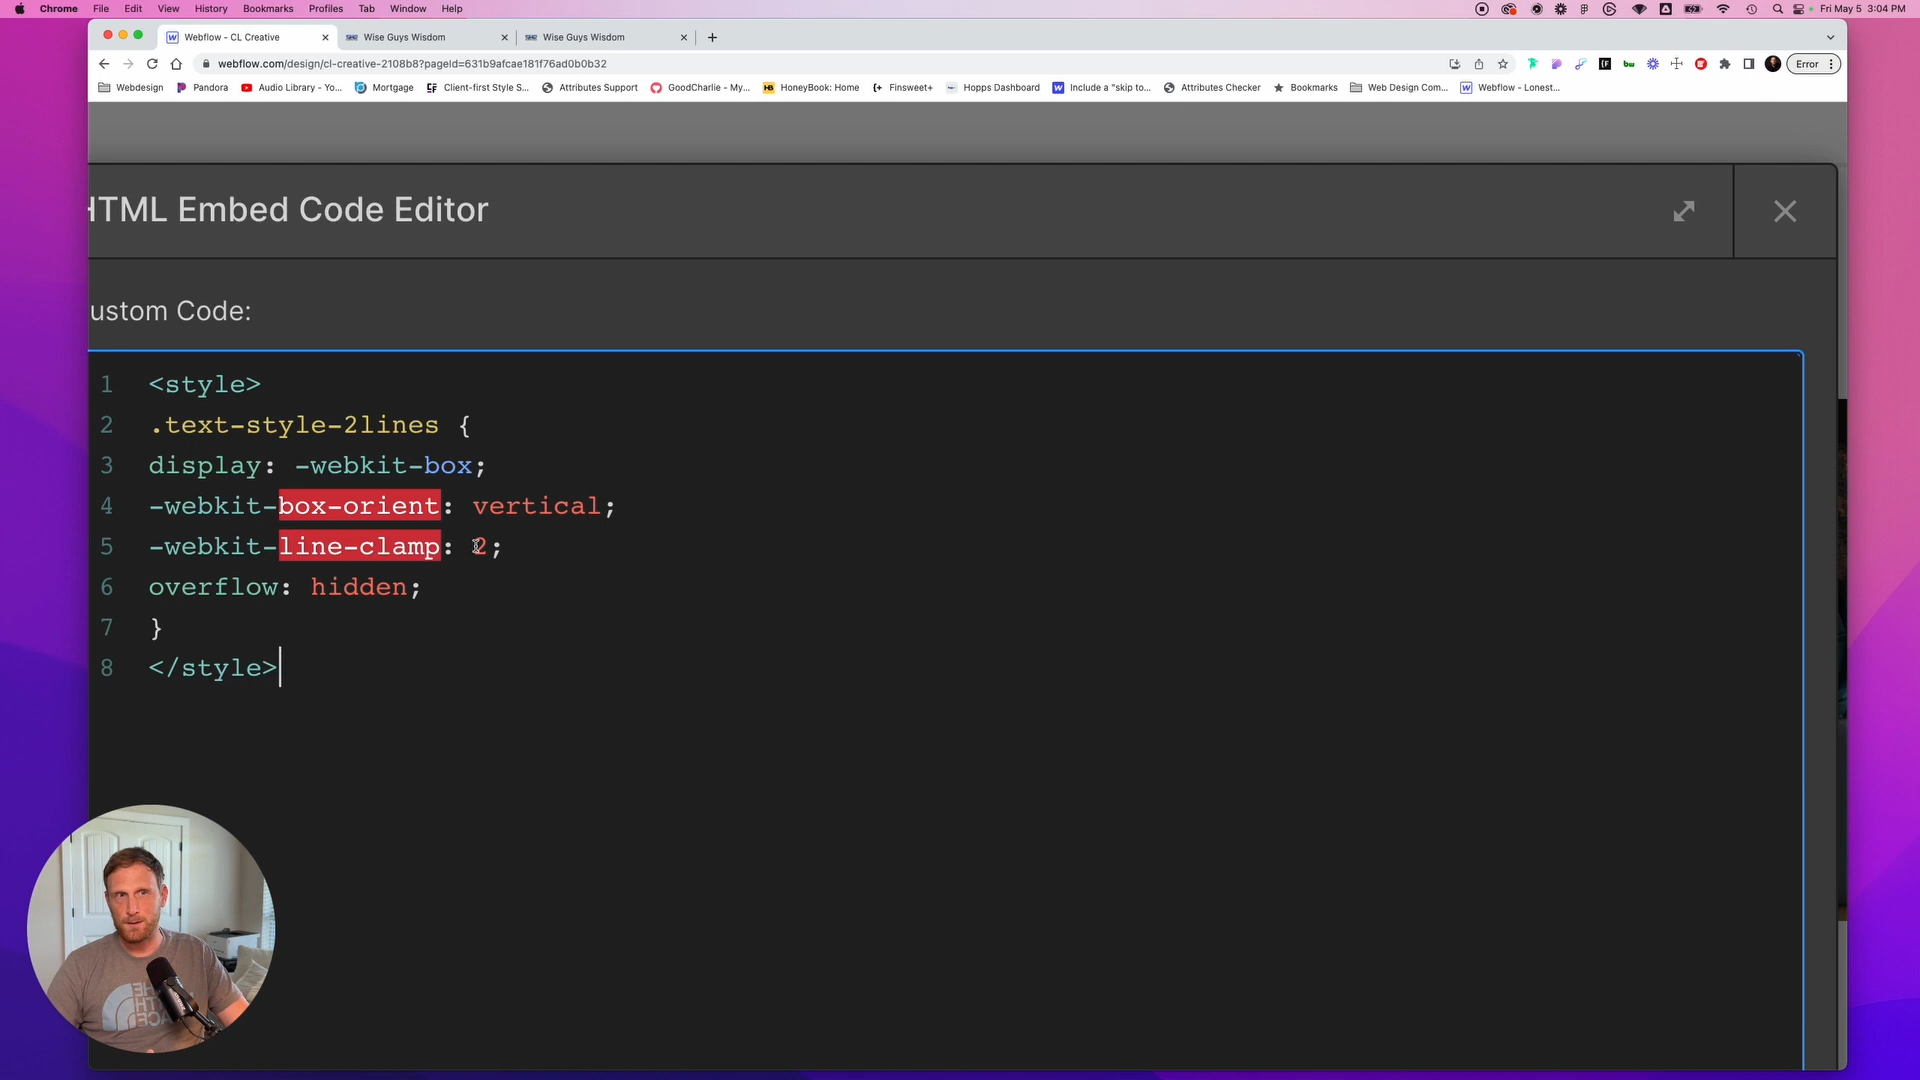 Chrome File Edit View History Bookmarks Profiles Tab Window Help Fri May 5 3:04 PM
Webflow - CL Creative Wise Guys Wisdom Wise Guys Wisdom
webflow.com/design/cl-creative-2108b8?pageId=631b9afcae181f76ad0b0b32 Error
Webdesign Pandora Audio Library - Yo... Mortgage Client-first Style S... Attributes Support GoodCharlie - My... HoneyBook: Home Finsweet+ Hopps Dashboard Include a "skip to... Attributes Checker Bookmarks Web Design Com... Webflow - Lonest...
HTML Embed Code Editor
ustom Code:
1 <style>
2 .text-style-2lines {
3 display: -webkit-box;
4 -webkit-box-orient: vertical;
5 -webkit-line-clamp: 2;
6 overflow: hidden;
7 }
8 </style>
THE
NORTH
FACE